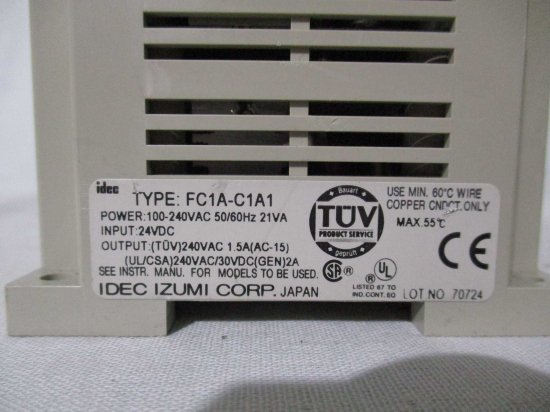 idec
TYPE: FC1A-C1A1
POWER:100-240VAC 50/60Hz 21VA
INPUT:24VDC
OUTPUT:(TÜV)240VAC 1.5A(AC-15)
(UL/CSA)240VAC/30VDC(GEN)2A
SEE INSTR. MANU. FOR MODELS TO BE USED.
IDEC IZUMI CORP. JAPAN
Bauart
TÜV
PRODUCT SERVICE
geprüft
SA
UL
LISTED 67 TO
IND.CONT. EQ
USE MIN. 60°C WIRE
COPPER CNDCT. ONLY
MAX. 55°C
CE
LOT NO 70724